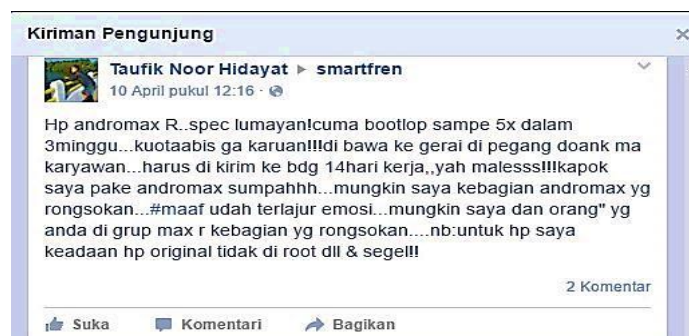 Kiriman Pengunjung
Taufik Noor Hidayat ▸ smartfren
10 April pukul 12:16 ·
Hp andromax R..spec lumayan!cuma bootlop sampe 5x dalam
3minggu...kuotaabis ga karuan!!!di bawa ke gerai di pegang doank ma
karyawan...harus di kirim ke bdg 14hari kerja,,yah malesss!!!kapok
saya pake andromax sumpahhh...mungkin saya kebagian andromax yg
rongsokan...#maaf udah terlajur emosi...mungkin saya dan orang" yg
anda di grup max r kebagian yg rongsokan....nb:untuk hp saya
keadaan hp original tidak di root dll & segel!!
2 Komentar
Suka Komentari Bagikan